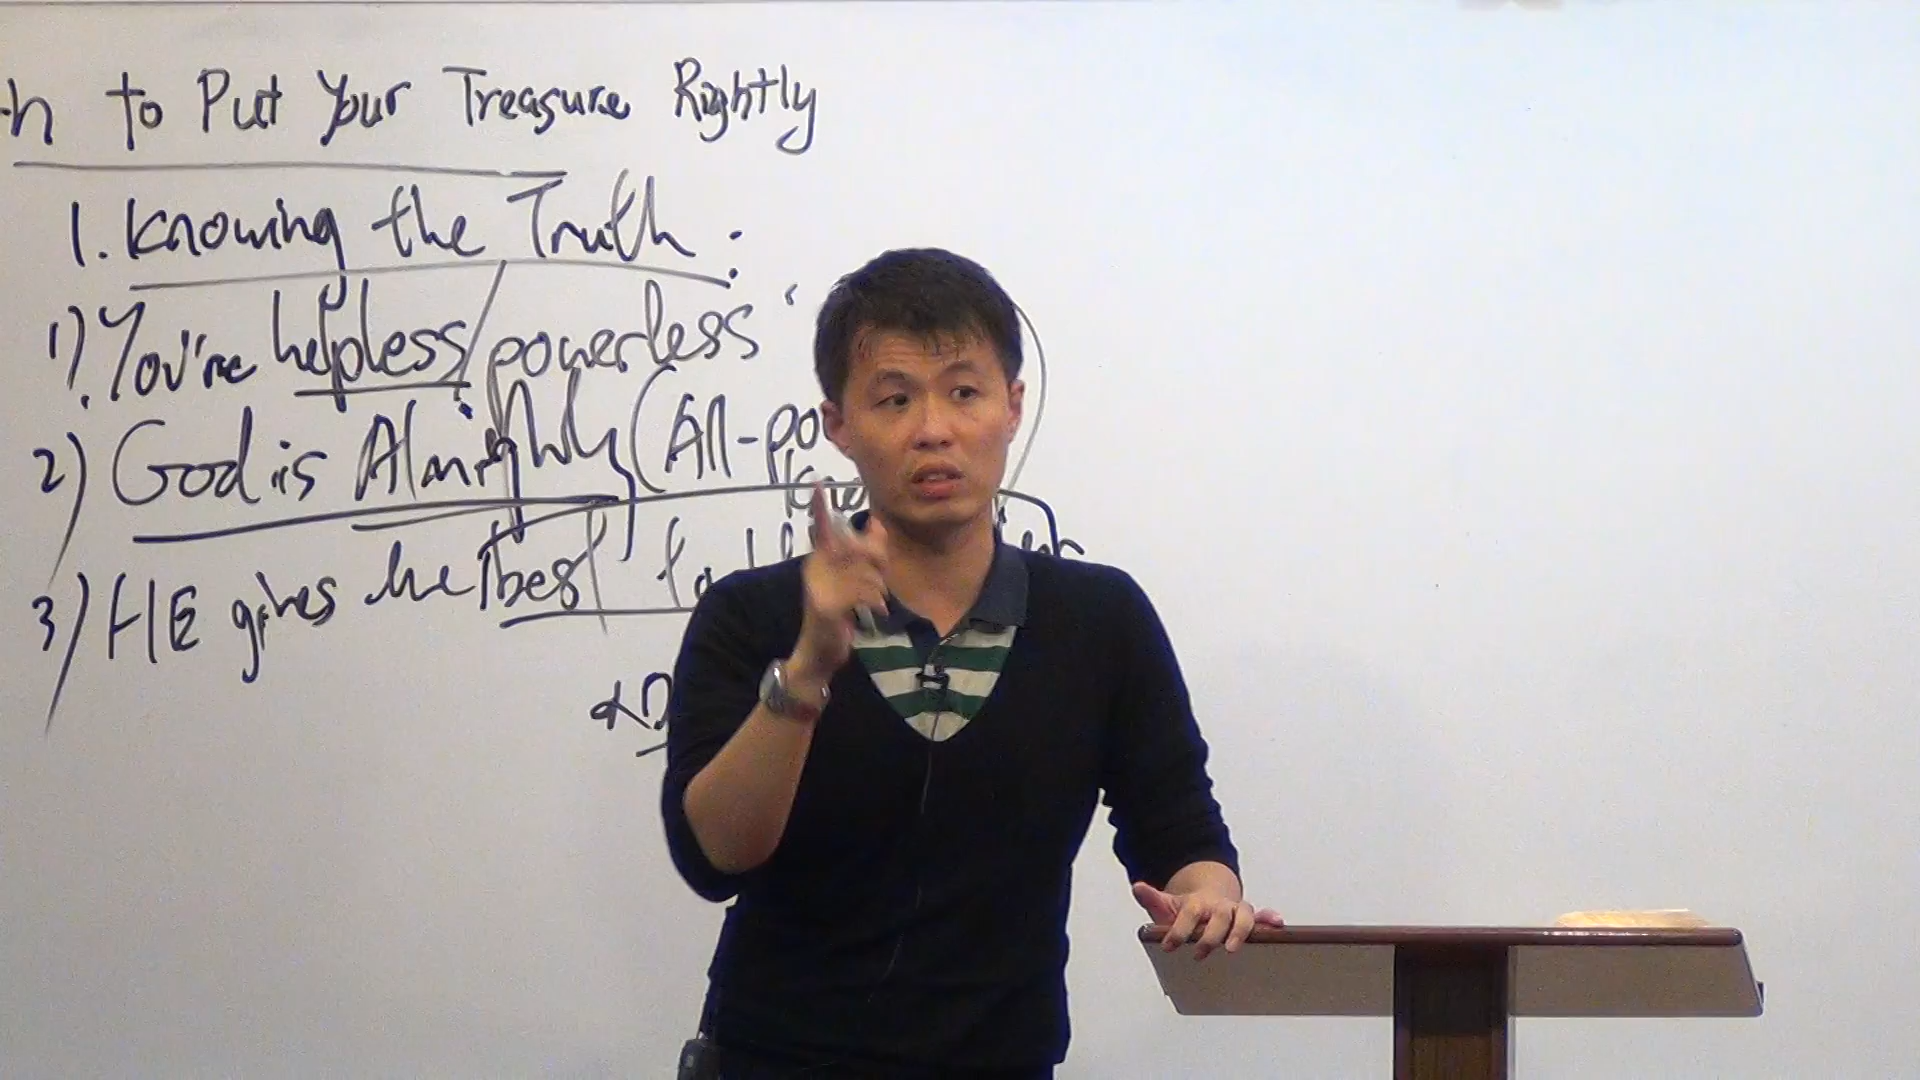 to Put Your Treasure Rightly
1. Knowing the Truth :
1) You're helpless/powerless
2) God is Almighty (All-po
3) HE gives the best to